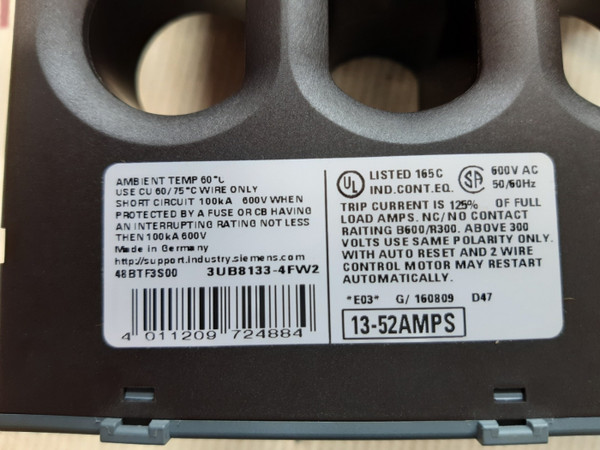 AMBIENT TEMP 60°C
USE CU 60/75°C WIRE ONLY
SHORT CIRCUIT 100kA 600V WHEN
PROTECTED BY A FUSE OR CB HAVING
AN INTERRUPTING RATING NOT LESS
THEN 100kA 600V
Made in Germany
http://support.industry.siemens.com
48BTF3S00 3UB8133-4FW2
4 011209 724884
UL LISTED 165C
IND.CONT.EQ.
SA 600V AC
50/60Hz
TRIP CURRENT IS 125% OF FULL
LOAD AMPS. NC/NO CONTACT
RAITING B600/R300. ABOVE 300
VOLTS USE SAME POLARITY ONLY.
WITH AUTO RESET AND 2 WIRE
CONTROL MOTOR MAY RESTART
AUTOMATICALLY.
"E03" G/ 160809 D47
13-52AMPS